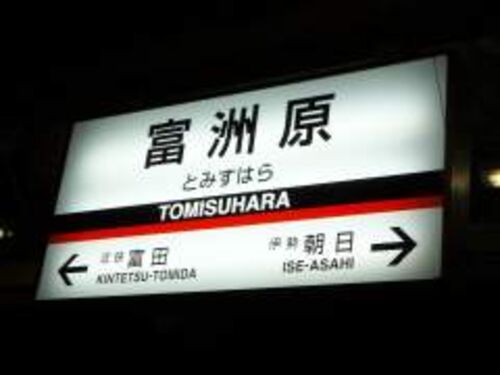 富洲原
とみすはら
TOMISUHARA
← 近鉄富田 伊勢朝日 →
KINTETSU-TOMIDA ISE-ASAHI